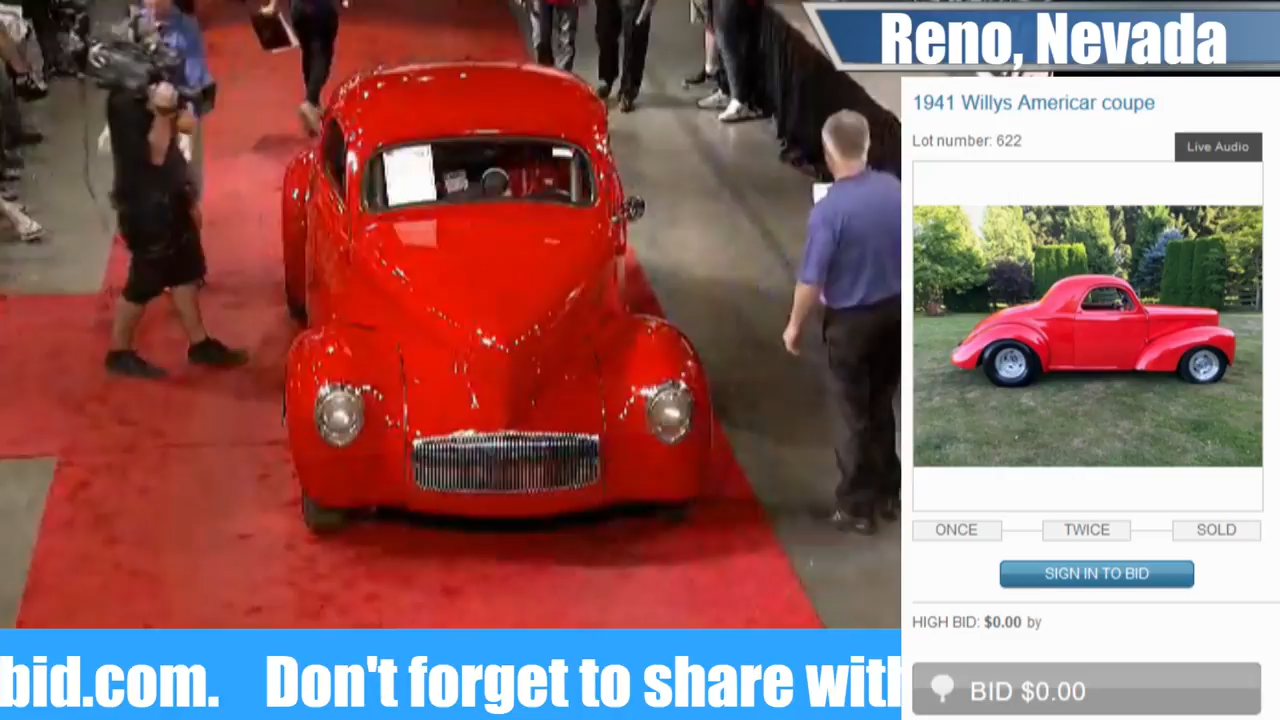 Reno, Nevada
1941 Willys Americar coupe
Lot number: 622
Live Audio
ONCE
TWICE
SOLD
SIGN IN TO BID
HIGH BID: $0.00 by
BID $0.00
bid.com. Don't forget to share with